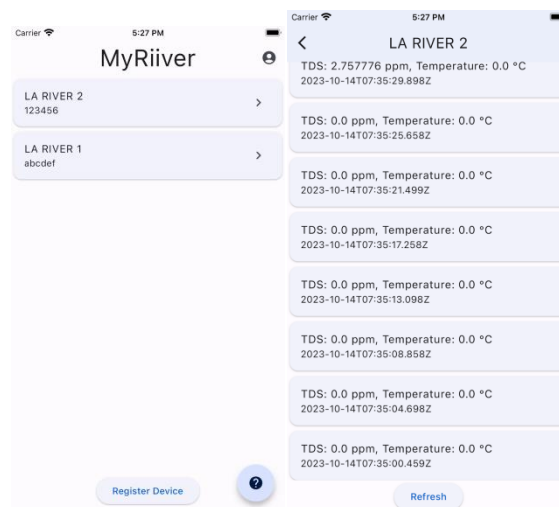 Carrier 5:27 PM
MyRiiver
LA RIVER 2
123456
LA RIVER 1
abcdef
Register Device
?
Carrier 5:27 PM
LA RIVER 2
TDS: 2.757776 ppm, Temperature: 0.0 °C
2023-10-14T07:35:29.898Z
TDS: 0.0 ppm, Temperature: 0.0 °C
2023-10-14T07:35:25.658Z
TDS: 0.0 ppm, Temperature: 0.0 °C
2023-10-14T07:35:21.499Z
TDS: 0.0 ppm, Temperature: 0.0 °C
2023-10-14T07:35:17.258Z
TDS: 0.0 ppm, Temperature: 0.0 °C
2023-10-14T07:35:13.098Z
TDS: 0.0 ppm, Temperature: 0.0 °C
2023-10-14T07:35:08.858Z
TDS: 0.0 ppm, Temperature: 0.0 °C
2023-10-14T07:35:04.698Z
TDS: 0.0 ppm, Temperature: 0.0 °C
2023-10-14T07:35:00.459Z
Refresh